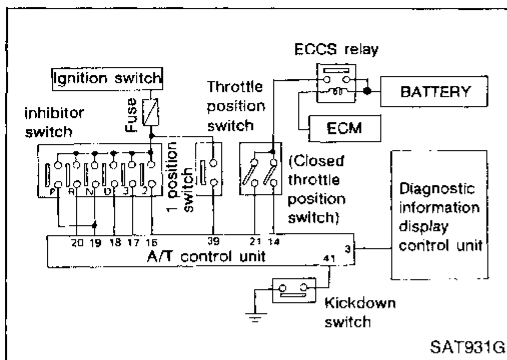 ECCS relay
Ignition switch
Fuse
Throttle
position
switch
BATTERY
ECM
inhibitor
switch
1 position
switch
(Closed
throttle
position
switch)
Diagnostic
information
display
control unit
P R N D
20 19 18 17 16 39 21 14
3
A/T control unit
41
Kickdown
switch
SAT931G